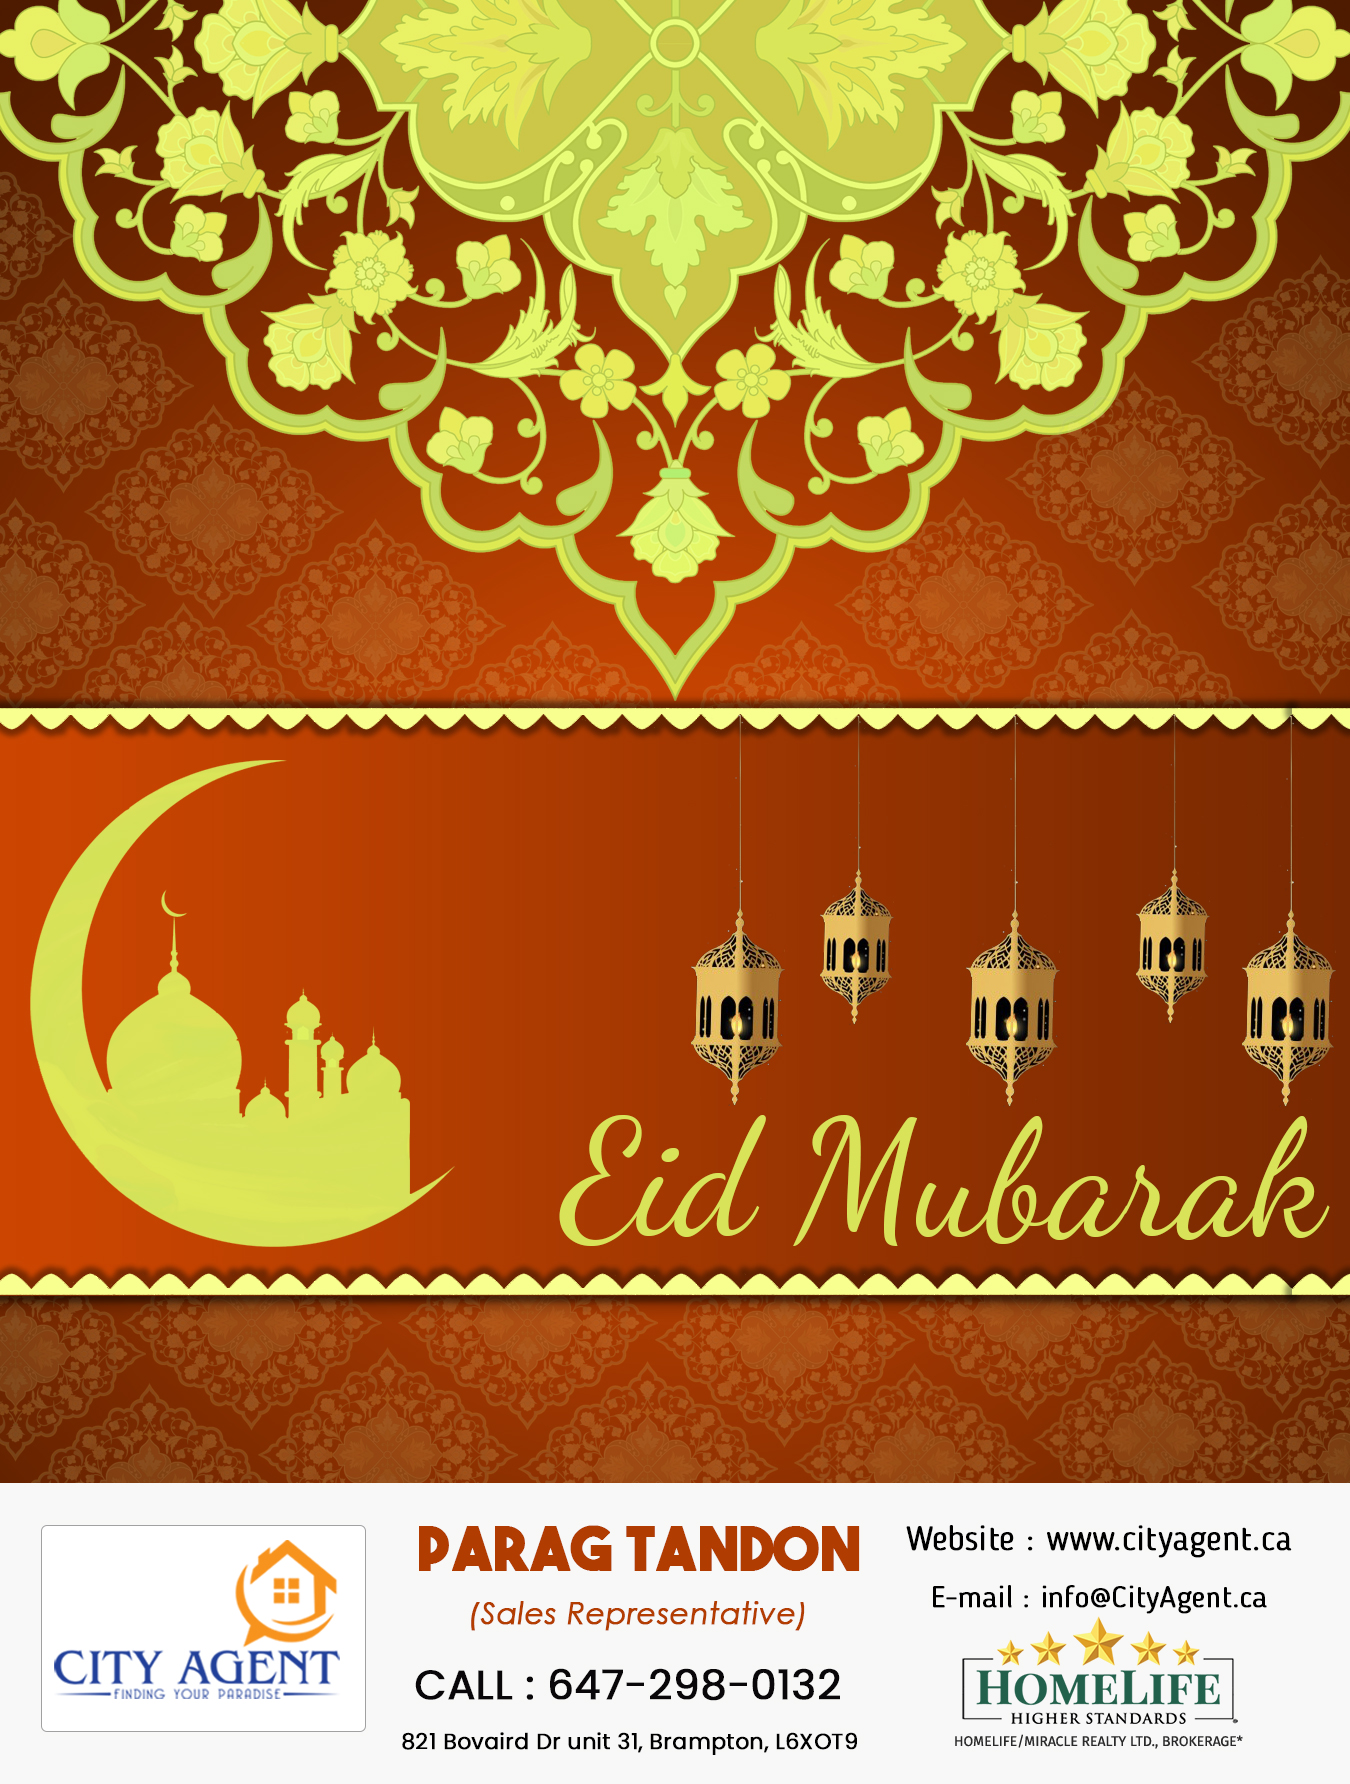 Eid Mubarak
CITY AGENT
FINDING YOUR PARADISE
PARAG TANDON
(Sales Representative)
CALL : 647-298-0132
821 Bovaird Dr unit 31, Brampton, L6XOT9
Website : www.cityagent.ca
E-mail : info@CityAgent.ca
HOMELIFE
HIGHER STANDARDS
HOMELIFE/MIRACLE REALTY LTD., BROKERAGE*